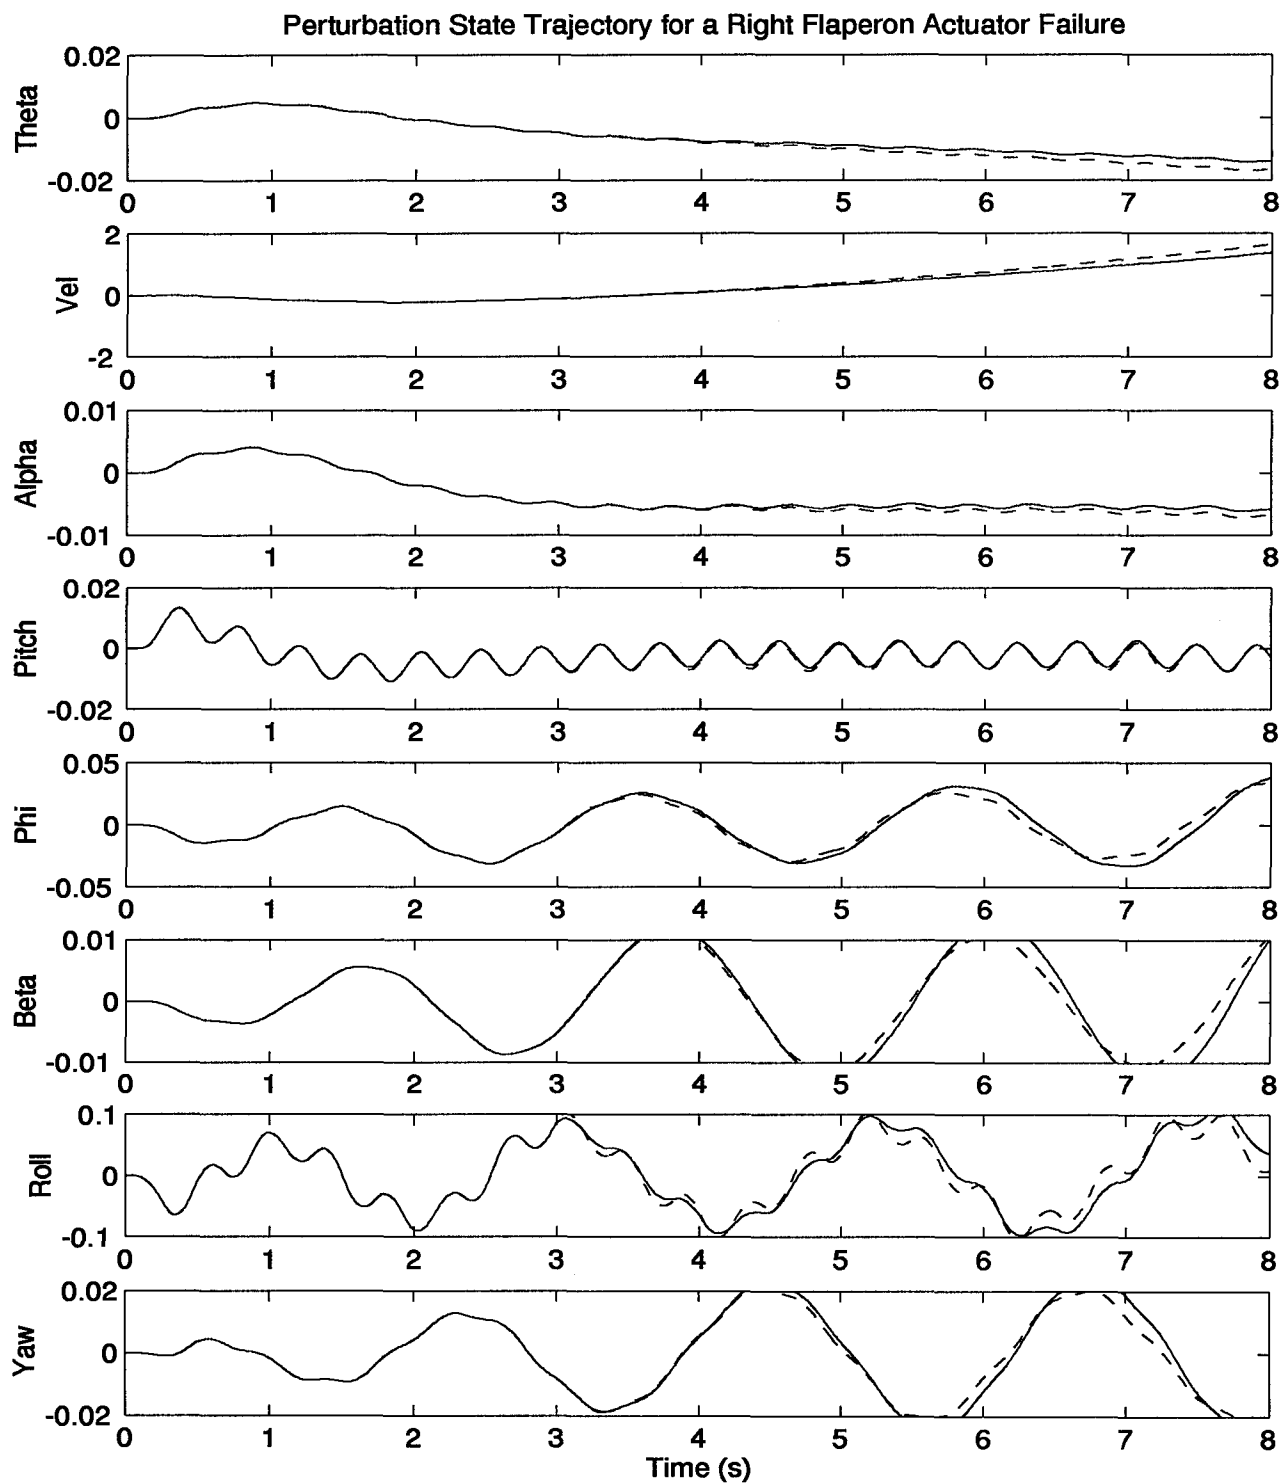 Perturbation State Trajectory for a Right Flaperon Actuator Failure
0.02
Theta
0
-0.02
0 1 2 3 4 5 6 7 8
2
Vel
0
-2
0 1 2 3 4 5 6 7 8
0.01
Alpha
0
-0.01
0 1 2 3 4 5 6 7 8
0.02
Pitch
0
-0.02
0 1 2 3 4 5 6 7 8
0.05
Phi
0
-0.05
0 1 2 3 4 5 6 7 8
0.01
Beta
0
-0.01
0 1 2 3 4 5 6 7 8
0.1
Roll
0
-0.1
0 1 2 3 4 5 6 7 8
0.02
Yaw
0
-0.02
0 1 2 3 4 5 6 7 8
Time (s)